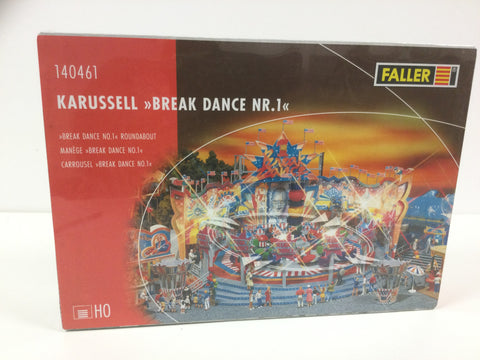 140461
FALLER
KARUSSELL »BREAK DANCE NR.1«
»BREAK DANCE NO.1« ROUNDABOUT
MANÈGE »BREAK DANCE NO.1«
CARROUSEL »BREAK DANCE NO.1«
HO